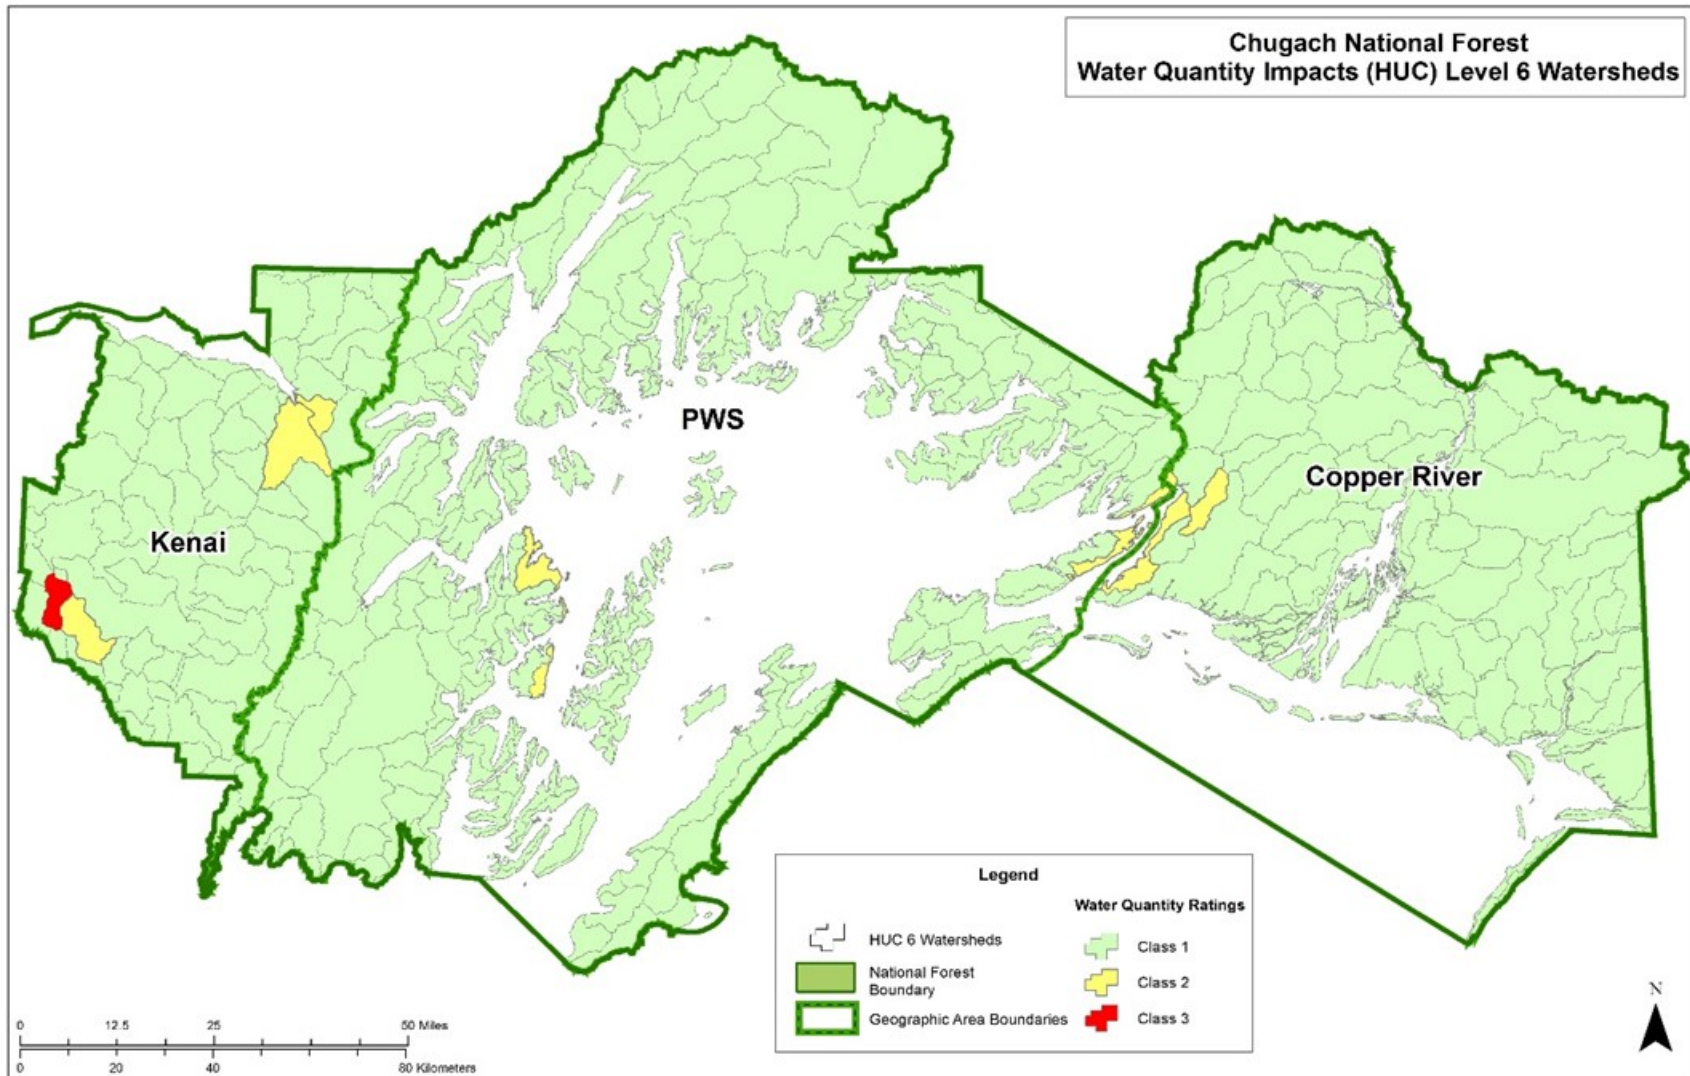 Chugach National Forest
Water Quantity Impacts (HUC) Level 6 Watersheds
PWS
Copper River
Kenai
Legend
Water Quantity Ratings
HUC 6 Watersheds
National Forest
Boundary
Geographic Area Boundaries
Class 1
Class 2
Class 3
N
0 12.5 25 50 Miles
0 20 40 80 Kilometers